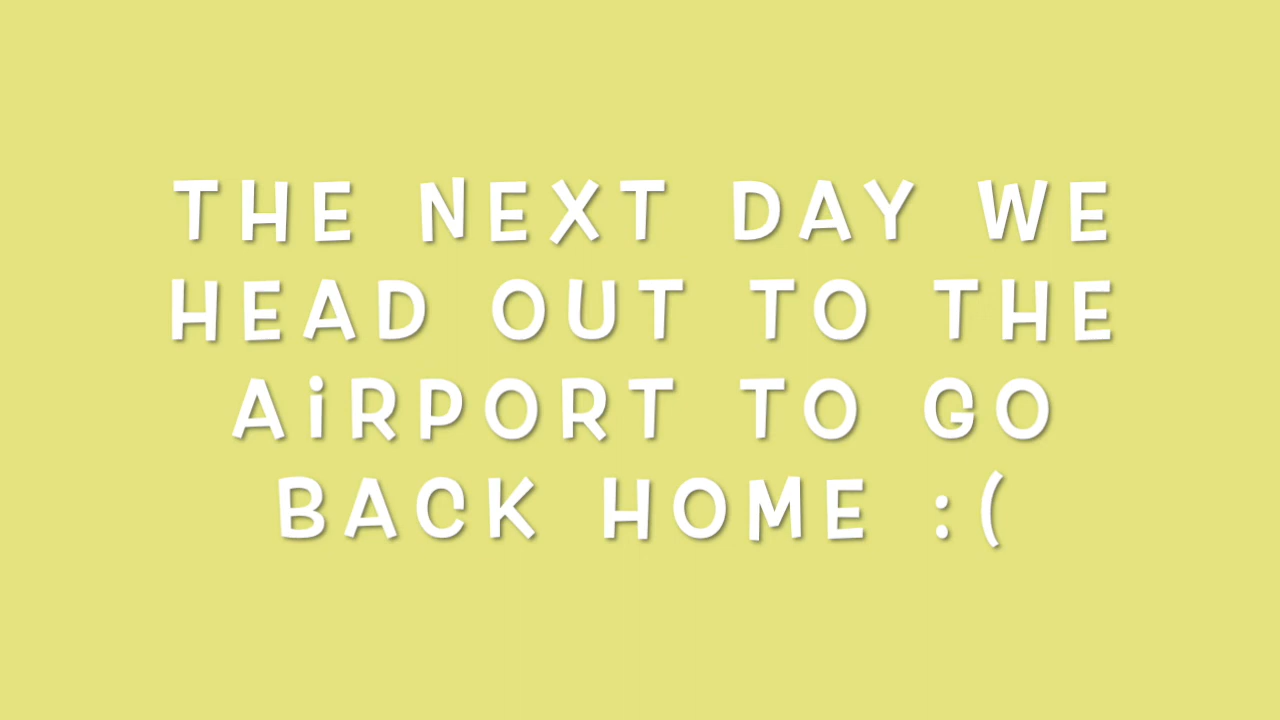 THE NEXT DAY WE
HEAD OUT TO THE
AiRPORT TO GO
BACK HOME :(